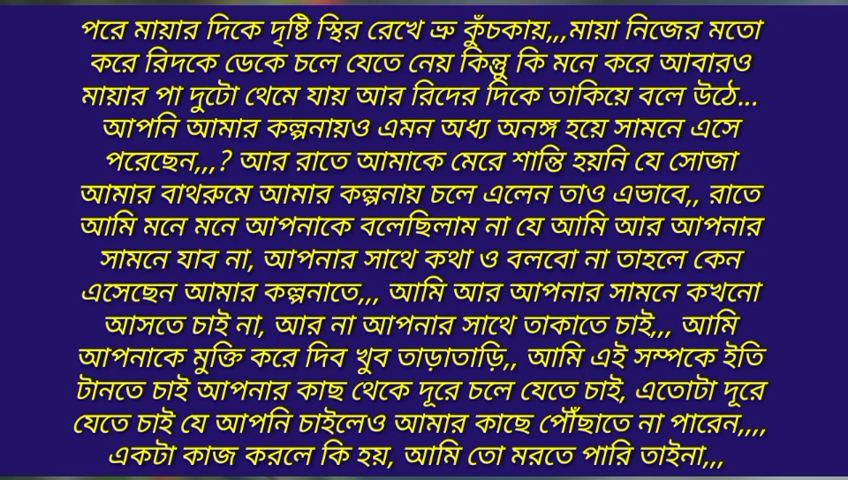 পরে মায়ার দিকে দৃষ্টি স্থির রেখে ভ্রু কুঁচকায়,,,মায়া নিজের মতো
করে রিদকে ডেকে চলে যেতে নেয় কিন্তু কি মনে করে আবারও
মায়ার পা দুটো থেমে যায় আর রিদের দিকে তাকিয়ে বলে উঠে...
আপনি আমার কল্পনায়ও এমন অধ্য অনঙ্গ হয়ে সামনে এসে
পরেছেন,,,? আর রাতে আমাকে মেরে শান্তি হয়নি যে সোজা
আমার বাথরুমে আমার কল্পনায় চলে এলেন তাও এভাবে,, রাতে
আমি মনে মনে আপনাকে বলেছিলাম না যে আমি আর আপনার
সামনে যাব না, আপনার সাথে কথা ও বলবো না তাহলে কেন
এসেছেন আমার কল্পনাতে,,, আমি আর আপনার সামনে কখনো
আসতে চাই না, আর না আপনার সাথে তাকাতে চাই,,, আমি
আপনাকে মুক্তি করে দিব খুব তাড়াতাড়ি,, আমি এই সম্পকে ইতি
টানতে চাই আপনার কাছ থেকে দূরে চলে যেতে চাই, এতোটা দূরে
যেতে চাই যে আপনি চাইলেও আমার কাছে পৌঁছাতে না পারেন,,,,
একটা কাজ করলে কি হয়, আমি তো মরতে পারি তাইনা,,,